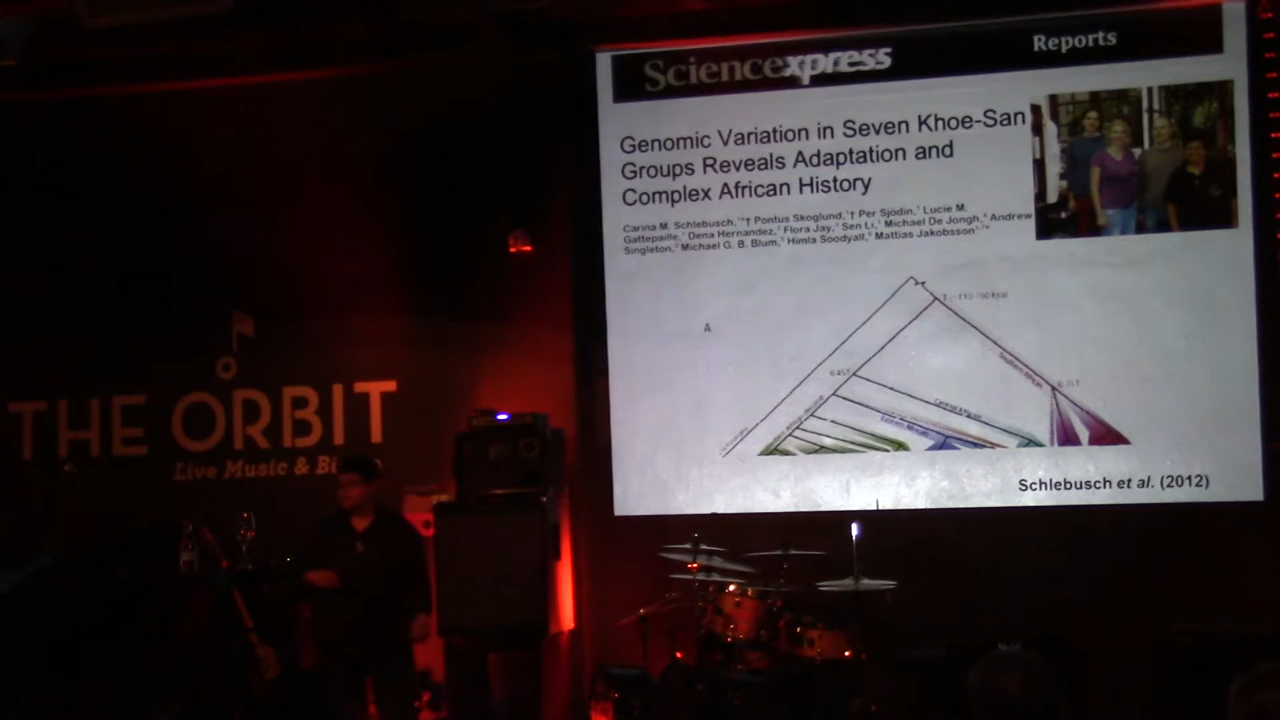 Sciencexpress
Reports
Genomic Variation in Seven Khoe-San
Groups Reveals Adaptation and
Complex African History
Carina M. Schlebusch, Pontus Skoglund, Per Sjödin, Lucie M.
Gattepaille, Dena Hernandez, Flora Jay, Sen Li, Michael De Jongh, Andrew
Singleton, Michael G. B. Blum, Himla Soodyall, Mattias Jakobsson
A
Schlebusch et al. (2012)
THE ORBIT
Live Music &